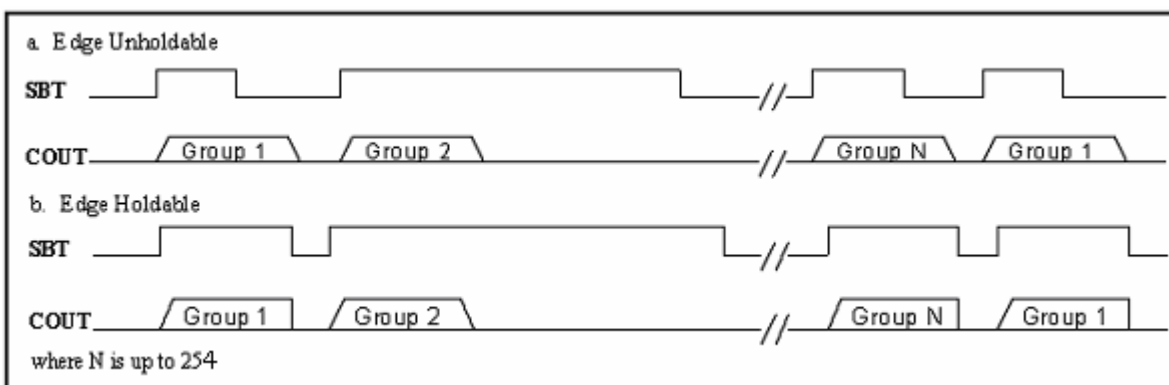 a. Edge Unholdable
SBT
COUT Group 1 Group 2 // Group N Group 1
b. Edge Holdable
SBT
COUT Group 1 Group 2 // Group N Group 1
where N is up to 254